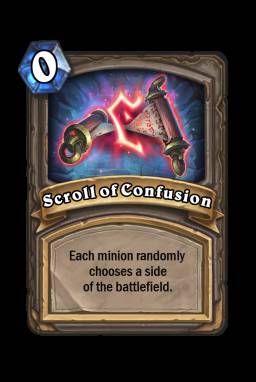 0
Scroll of Confusion
Each minion randomly
chooses a side
of the battlefield.